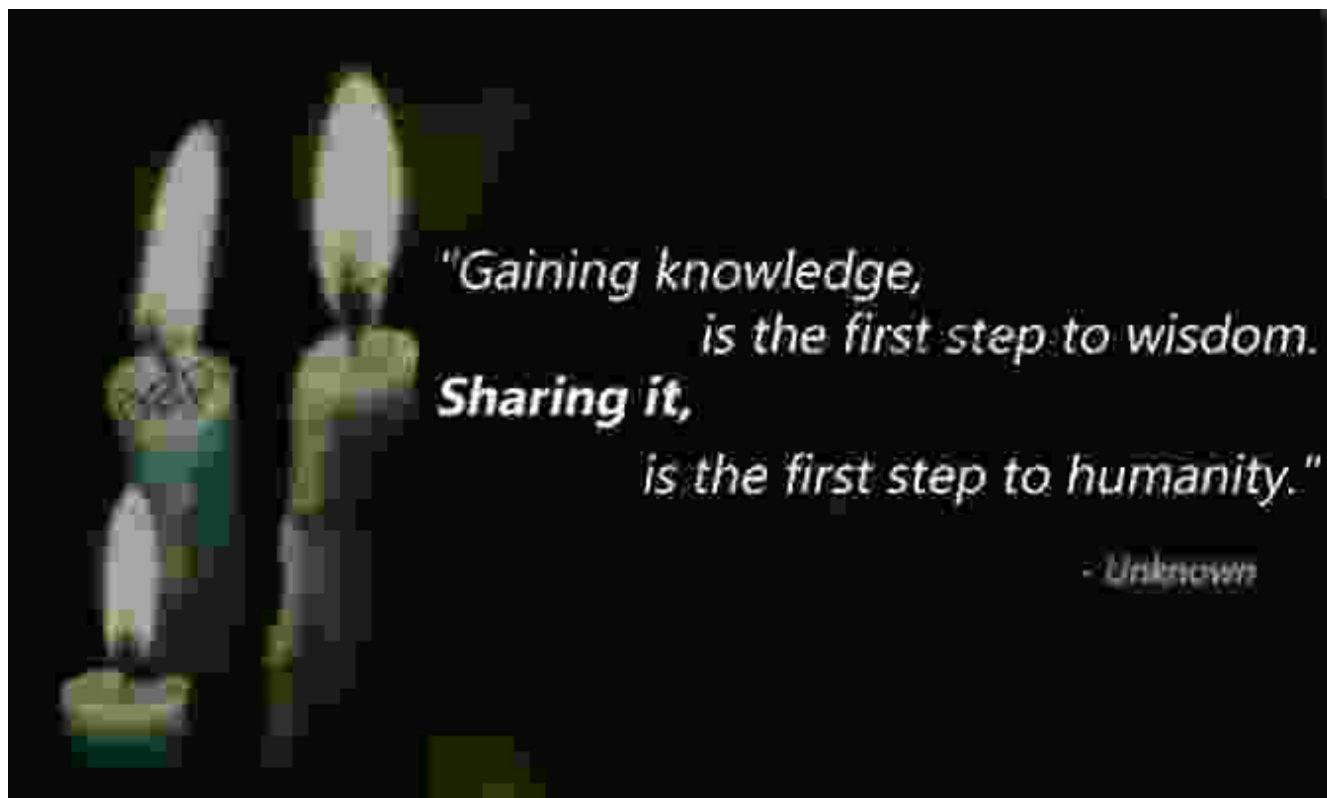 "Gaining knowledge,
is the first step to wisdom.
Sharing it,
is the first step to humanity."
- Unknown